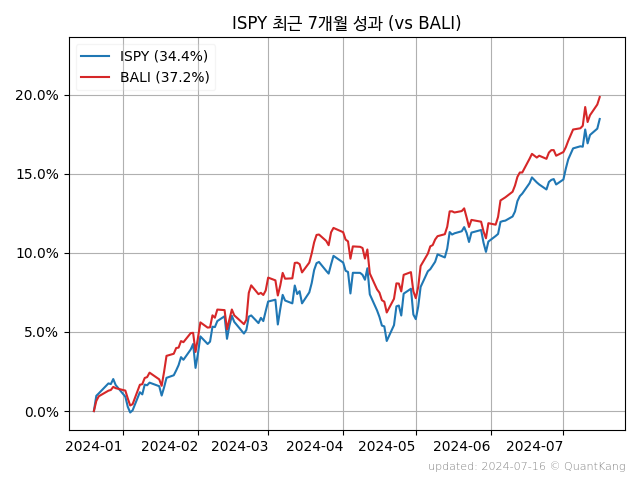 ISPY 최근 7개월 성과 (vs BALI)
ISPY (34.4%)
BALI (37.2%)
20.0%
15.0%
10.0%
5.0%
0.0%
2024-01 2024-02 2024-03 2024-04 2024-05 2024-06 2024-07
updated: 2024-07-16 © QuantKang